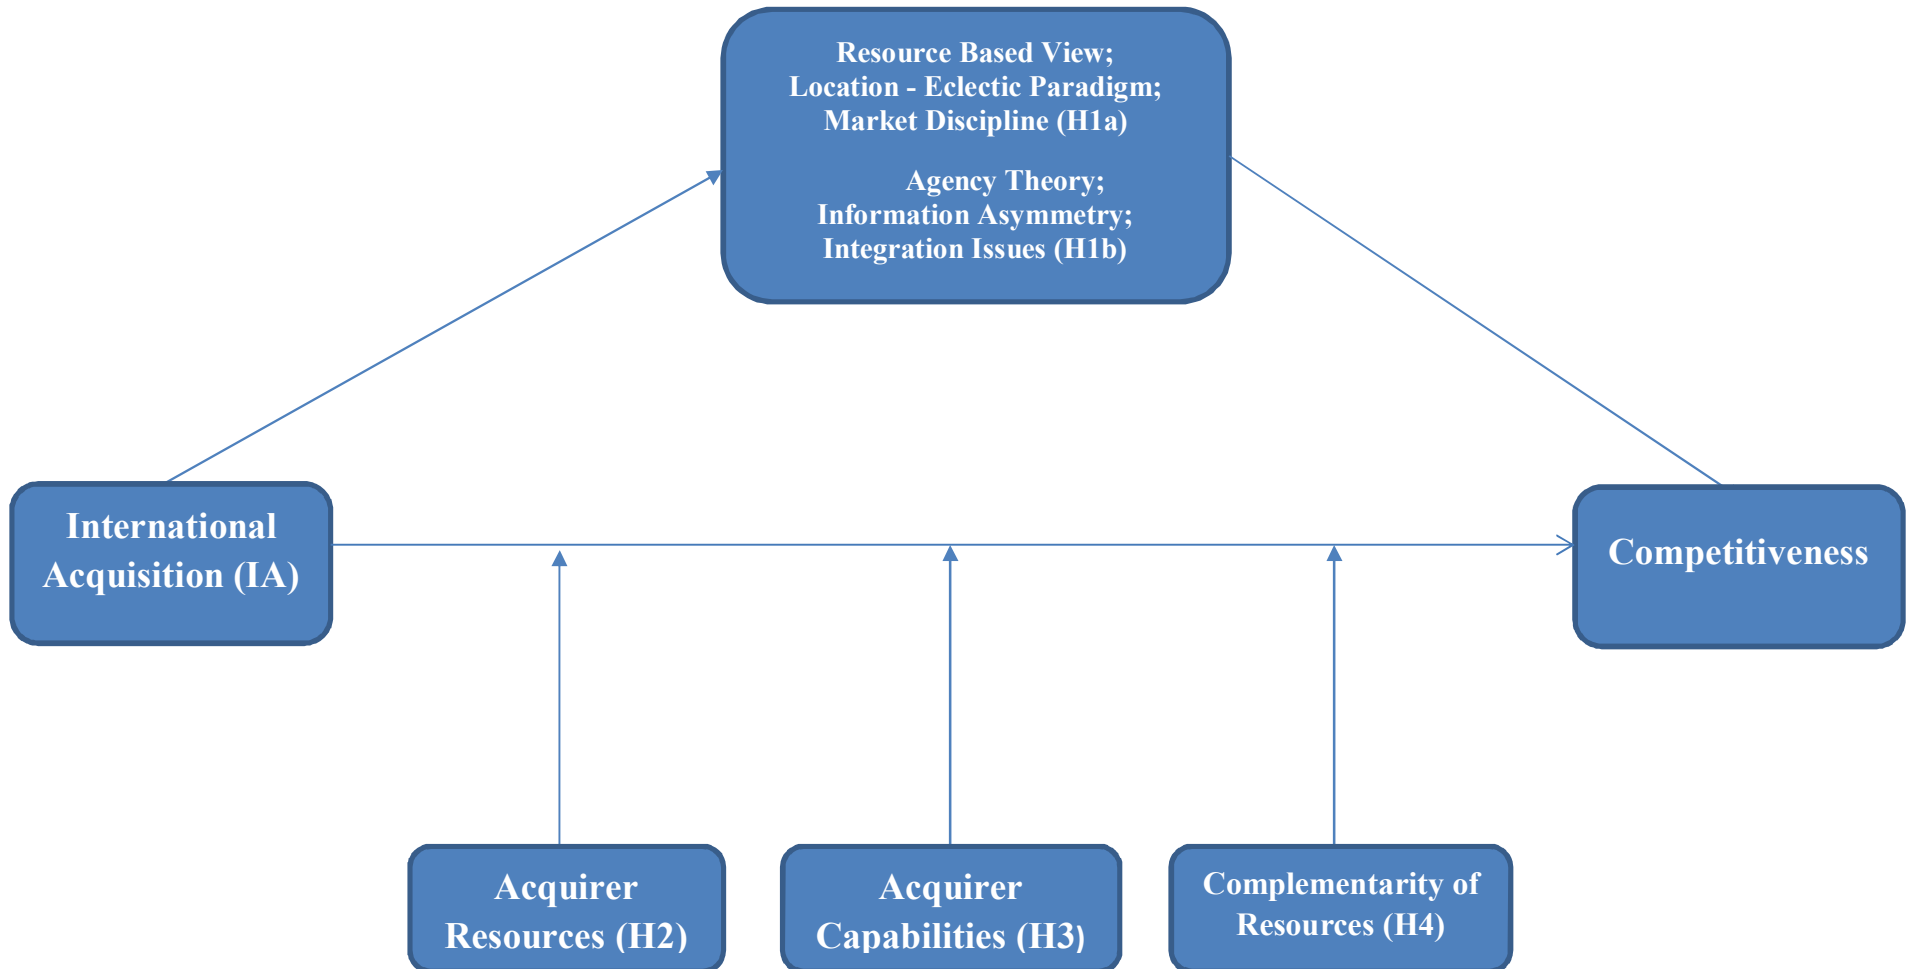 Resource Based View;
Location - Eclectic Paradigm;
Market Discipline (H1a)
Agency Theory;
Information Asymmetry;
Integration Issues (H1b)
International
Acquisition (IA)
Competitiveness
Acquirer
Resources (H2)
Acquirer
Capabilities (H3)
Complementarity of
Resources (H4)